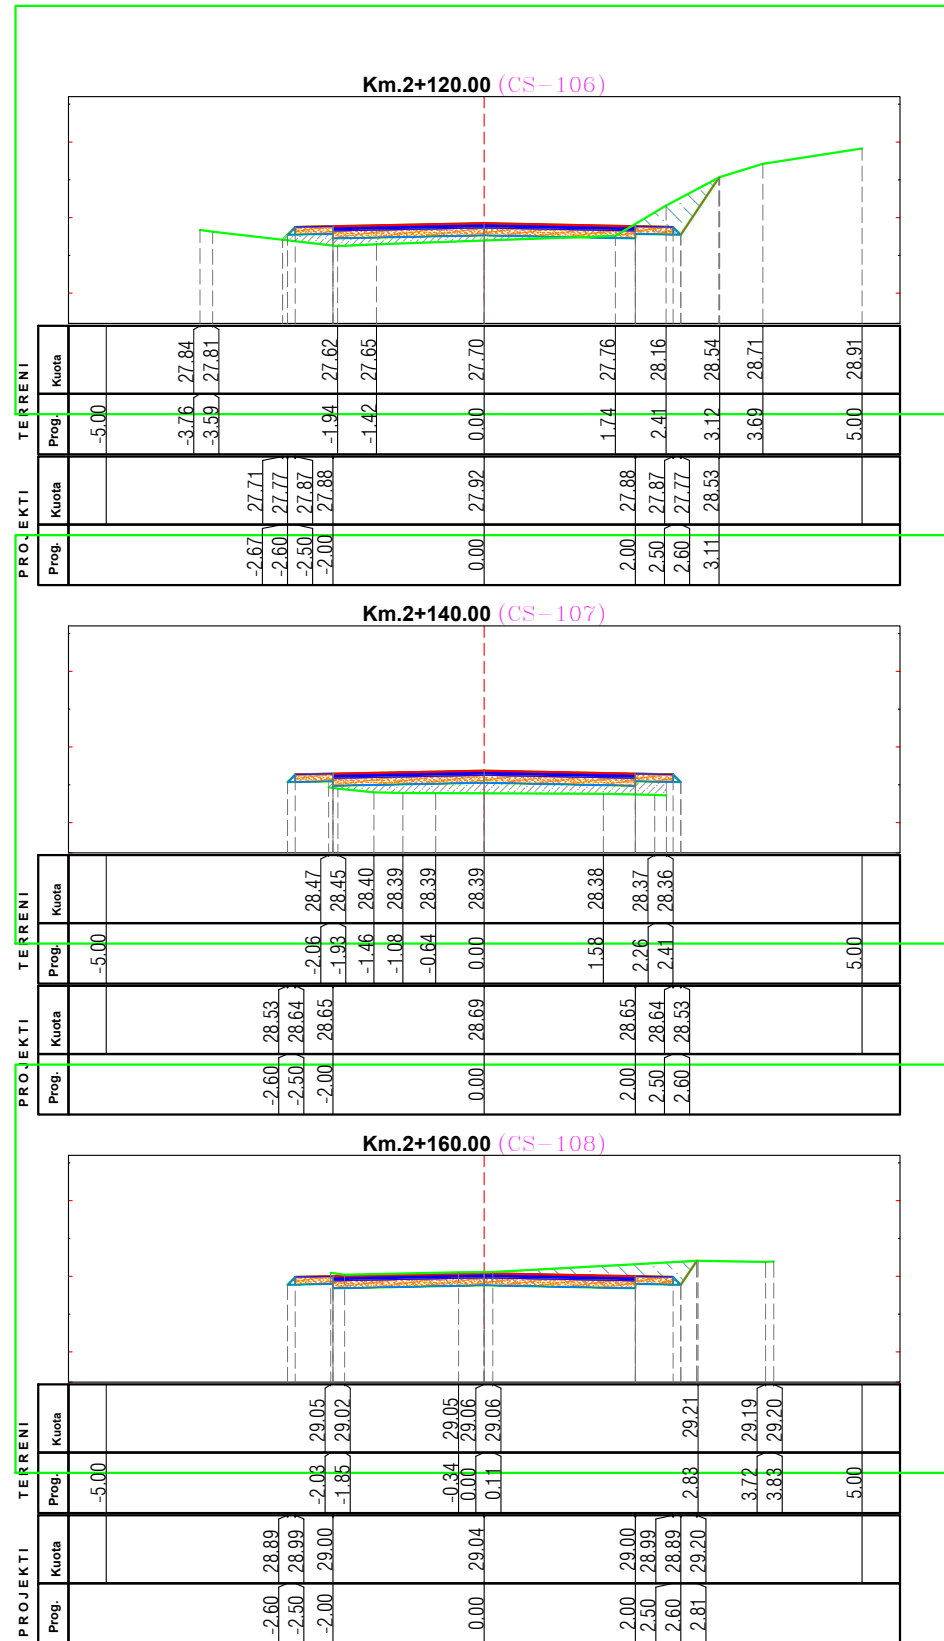 Km.2+120.00 (CS-106)
TERRENI
Kuota 27.84 27.81 27.62 27.65 27.70 27.76 28.16 28.54 28.71 28.91
Prog. -5.00 -3.76 -3.59 -1.94 -1.42 0.00 1.74 2.41 3.12 3.69 5.00
PROJEKTI
Kuota 27.71 27.77 27.87 27.88 27.92 27.88 27.87 27.77 28.53
Prog. -2.67 -2.60 -2.50 -2.00 0.00 2.00 2.50 2.60 3.11
Km.2+140.00 (CS-107)
TERRENI
Kuota 28.47 28.45 28.40 28.39 28.39 28.39 28.38 28.37 28.36
Prog. -5.00 -2.06 -1.93 -1.46 -1.08 -0.64 0.00 1.58 2.26 2.41 5.00
PROJEKTI
Kuota 28.53 28.64 28.65 28.69 28.65 28.64 28.53
Prog. -2.60 -2.50 -2.00 0.00 2.00 2.50 2.60
Km.2+160.00 (CS-108)
TERRENI
Kuota 29.05 29.02 29.05 29.06 29.06 29.21 29.19 29.20
Prog. -5.00 -2.03 -1.85 -0.34 0.00 0.11 2.83 3.72 3.83 5.00
PROJEKTI
Kuota 28.89 28.99 29.00 29.04 29.00 28.99 28.89 29.20
Prog. -2.60 -2.50 -2.00 0.00 2.00 2.50 2.60 2.81